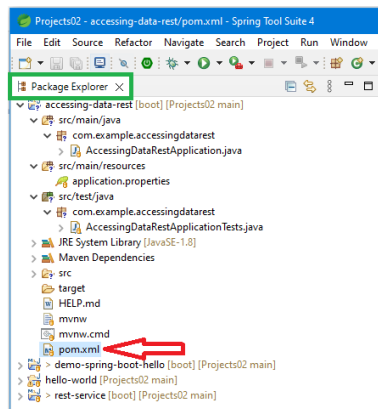 Projects02 - accessing-data-rest/pom.xml - Spring Tool Suite 4
File Edit Source Refactor Navigate Search Project Run Window
Package Explorer
accessing-data-rest [boot] [Projects02 main]
src/main/java
com.example.accessingdatarest
AccessingDataRestApplication.java
src/main/resources
application.properties
src/test/java
com.example.accessingdatarest
AccessingDataRestApplicationTests.java
JRE System Library [JavaSE-1.8]
Maven Dependencies
src
target
HELP.md
mvnw
mvnw.cmd
pom.xml
> demo-spring-boot-hello [boot] [Projects02 main]
hello-world [Projects02 main]
> rest-service [boot] [Projects02 main]